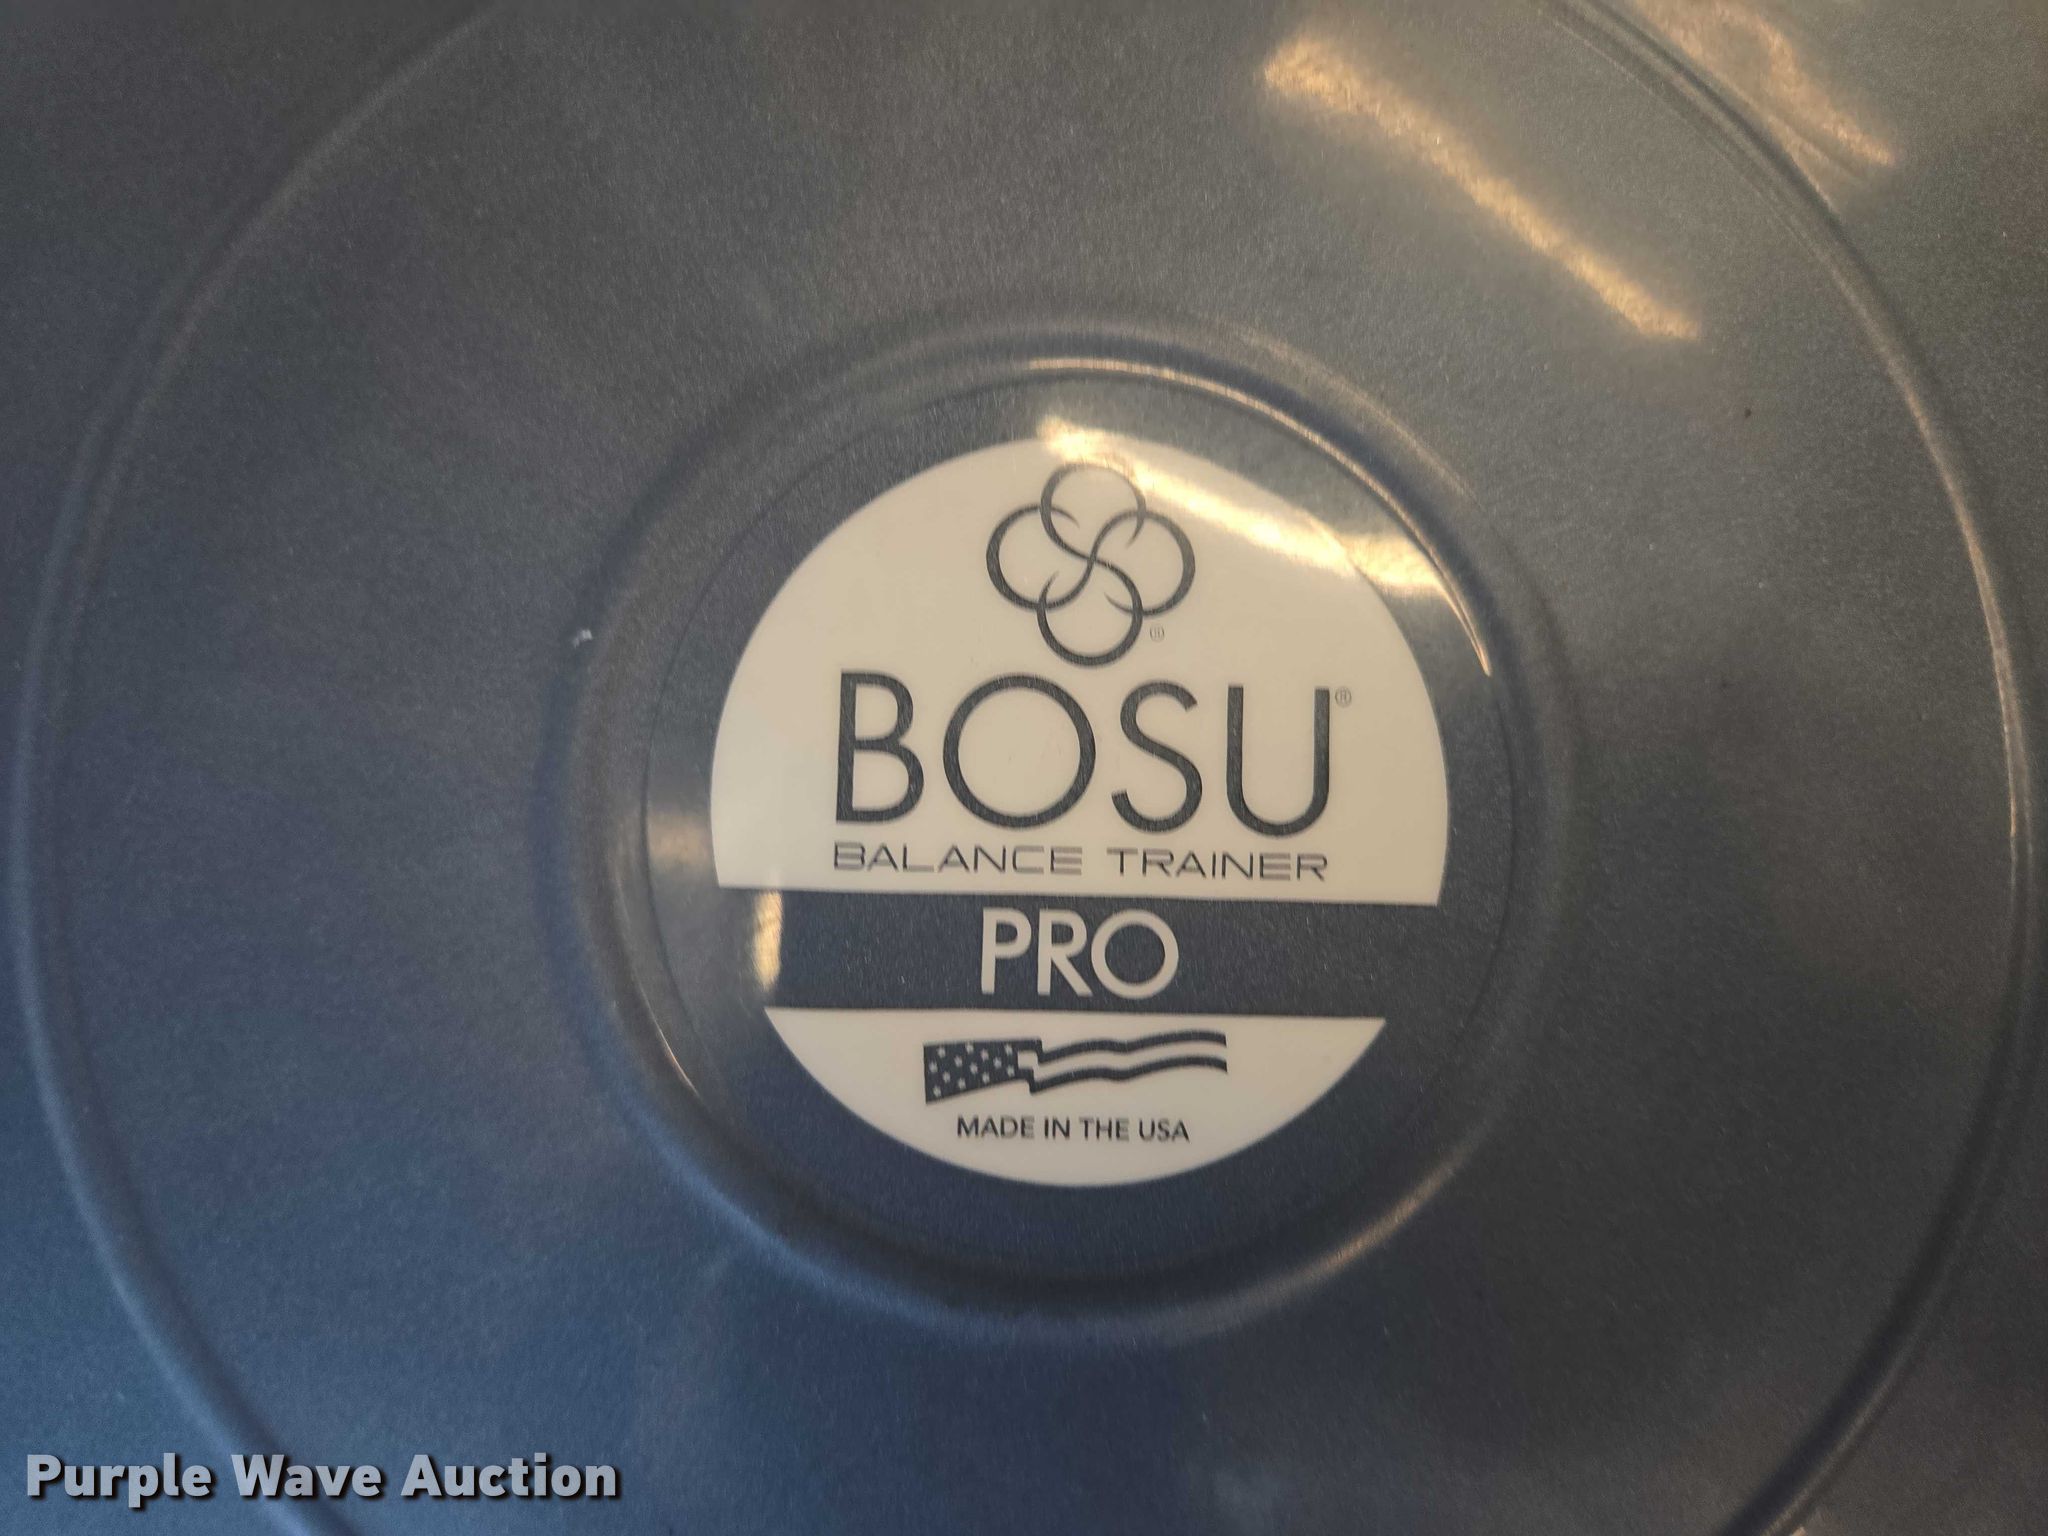 ®
BOSU®
BALANCE TRAINER
PRO
MADE IN THE USA
Purple Wave Auction